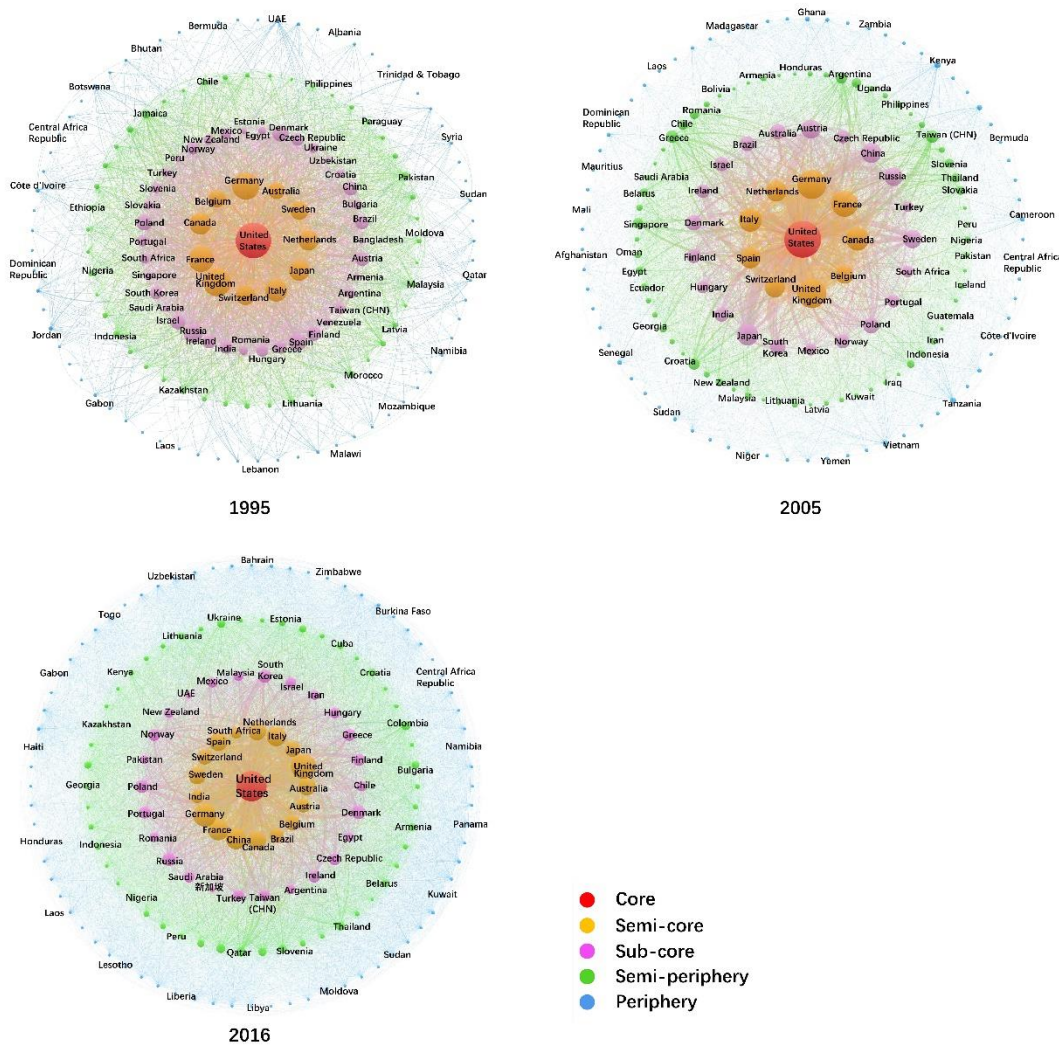 UAE
Bermuda
Albania
Bhutan
Trinidad & Tobago
Chile
Philippines
Botswana
Jamaica
Paraguay
Estonia
Mexico
Egypt
Denmark
New Zealand
Czech Republic
Norway
Ukraine
Syria
Central Africa
Republic
Peru
Uzbekistan
Turkey
Germany
Australia
Croatia
Pakistan
China
Sudan
Côte d'Ivoire
Slovenia
Belgium
Sweden
Ethiopia
Slovakia
Bulgaria
Poland
Canada
Brazil
Moldova
Portugal
United
States
Netherlands
Bangladesh
South Africa
France
Austria
Dominican
Republic
Nigeria
Singapore
United
Kingdom
Japan
Armenia
Malaysia
Qatar
South Korea
Switzerland
Italy
Argentina
Saudi Arabia
Taiwan (CHN)
Israel
Venezuela
Jordan
Indonesia
Russia
Finland
Latvia
Ireland
Spain
India
Romania
Greece
Namibia
Hungary
Morocco
Gabon
Kazakhstan
Lithuania
Mozambique
Laos
Malawi
Lebanon
1995
Ghana
Madagascar
Zambia
Laos
Honduras
Kenya
Armenia
Argentina
Bolivia
Uganda
Dominican
Republic
Romania
Philippines
Chile
Australia
Austria
Greece
Czech Republic
Taiwan (CHN)
Bermuda
Brazil
China
Mauritius
Saudi Arabia
Israel
Germany
Slovenia
Russia
Thailand
Belarus
Ireland
Netherlands
France
Slovakia
Mali
Singapore
Denmark
Italy
Turkey
Peru
Cameroon
United
States
Canada
Sweden
Nigeria
Afghanistan
Oman
Finland
Spain
Pakistan
Central Africa
Republic
Egypt
Switzerland
Belgium
South Africa
Iceland
Ecuador
Hungary
United
Kingdom
Portugal
Georgia
India
Guatemala
Poland
Côte d'Ivoire
Senegal
Japan
South
Korea
Mexico
Norway
Iran
Indonesia
Croatia
New Zealand
Malaysia
Lithuania
Latvia
Kuwait
Iraq
Sudan
Tanzania
Niger
Yemen
Vietnam
2005
Bahrain
Uzbekistan
Zimbabwe
Togo
Ukraine
Estonia
Burkina Faso
Lithuania
Cuba
Gabon
Kenya
Malaysia
South
Korea
Croatia
Central Africa
Republic
Mexico
Israel
UAE
Iran
Kazakhstan
New Zealand
Netherlands
Hungary
Colombia
South Africa
Italy
Norway
Spain
Greece
Namibia
Haiti
Japan
Pakistan
Switzerland
United
Kingdom
Finland
Bulgaria
Georgia
Sweden
United
States
Australia
Poland
India
Chile
Portugal
Germany
Austria
Denmark
Panama
France
Belgium
Honduras
Indonesia
Romania
China
Canada
Brazil
Egypt
Armenia
Russia
Czech Republic
Saudi Arabia
新加坡
Ireland
Belarus
Kuwait
Nigeria
Turkey
Taiwan
(CHN)
Argentina
Laos
Peru
Thailand
Qatar
Slovenia
Sudan
Lesotho
Liberia
Libya
Moldova
2016
Core
Semi-core
Sub-core
Semi-periphery
Periphery